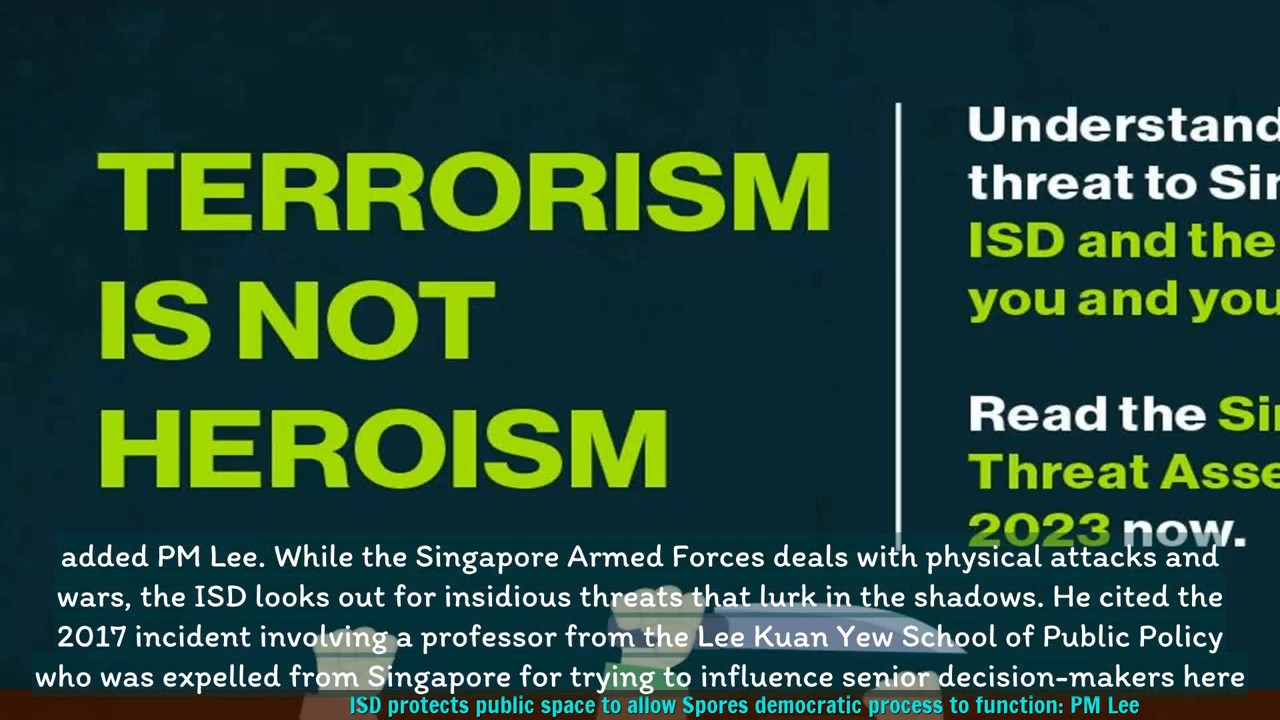 TERRORISM
IS NOT
HEROISM
Understand
threat to
ISD and the
you and
Read the
Threat
2023 now.
added PM Lee. While the Singapore Armed Forces deals with physical attacks and
wars, the ISD looks out for insidious threats that lurk in the shadows. He cited the
2017 incident involving a professor from the Lee Kuan Yew School of Public Policy
who was expelled from Singapore for trying to influence senior decision-makers here
ISD protects public space to allow Spores democratic process to function: PM Lee